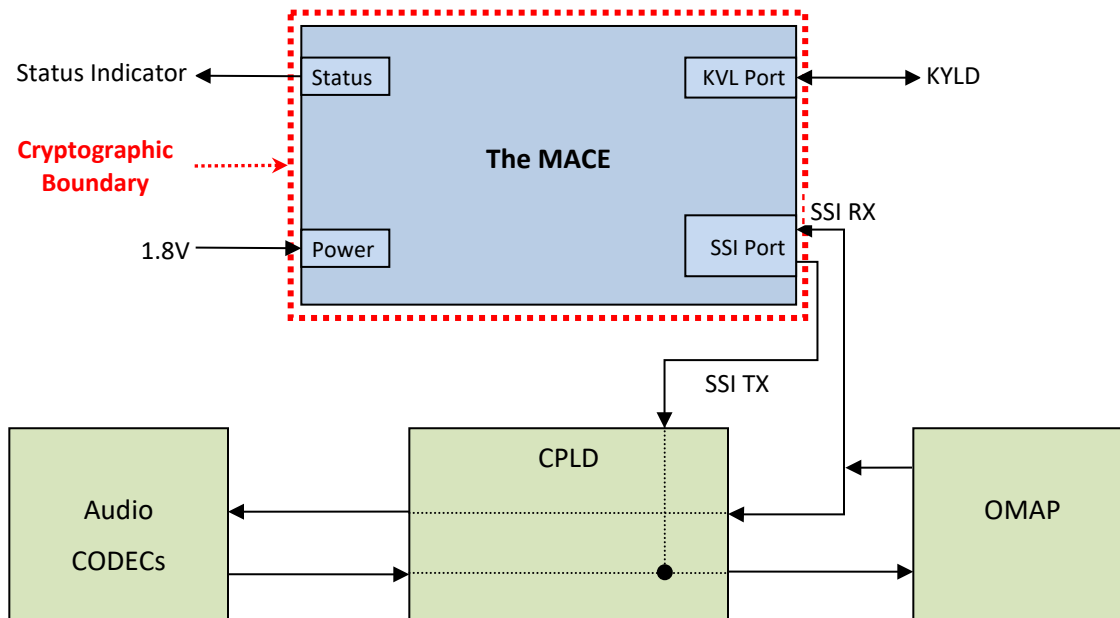 Status Indicator
Status
KVL Port
KYLD
Cryptographic
Boundary
The MACE
SSI RX
1.8V
Power
SSI Port
SSI TX
CPLD
Audio
CODECs
OMAP